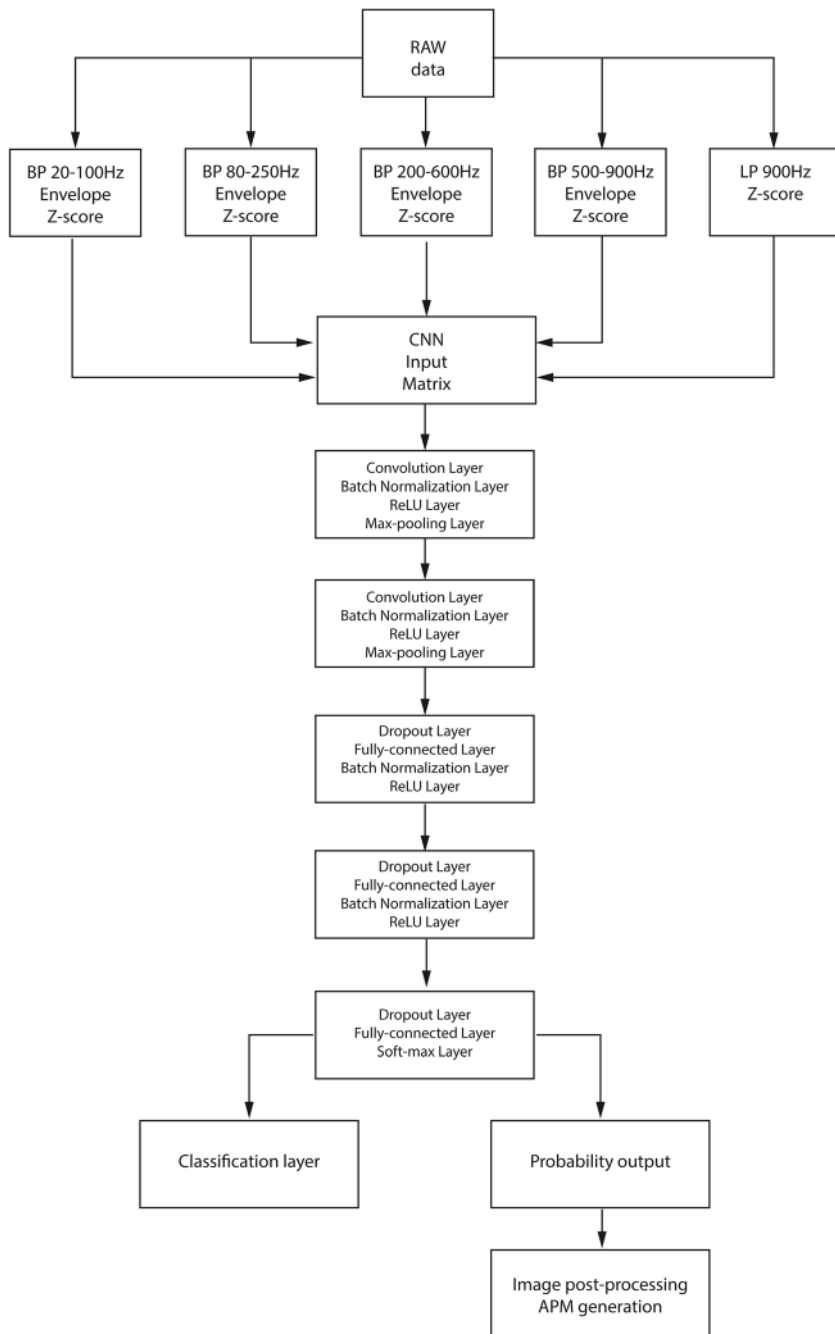 RAW
data
BP 20-100Hz
Envelope
Z-score
BP 80-250Hz
Envelope
Z-score
BP 200-600Hz
Envelope
Z-score
BP 500-900Hz
Envelope
Z-score
LP 900Hz
Z-score
CNN
Input
Matrix
Convolution Layer
Batch Normalization Layer
ReLU Layer
Max-pooling Layer
Convolution Layer
Batch Normalization Layer
ReLU Layer
Max-pooling Layer
Dropout Layer
Fully-connected Layer
Batch Normalization Layer
ReLU Layer
Dropout Layer
Fully-connected Layer
Batch Normalization Layer
ReLU Layer
Dropout Layer
Fully-connected Layer
Soft-max Layer
Classification layer
Probability output
Image post-processing
APM generation